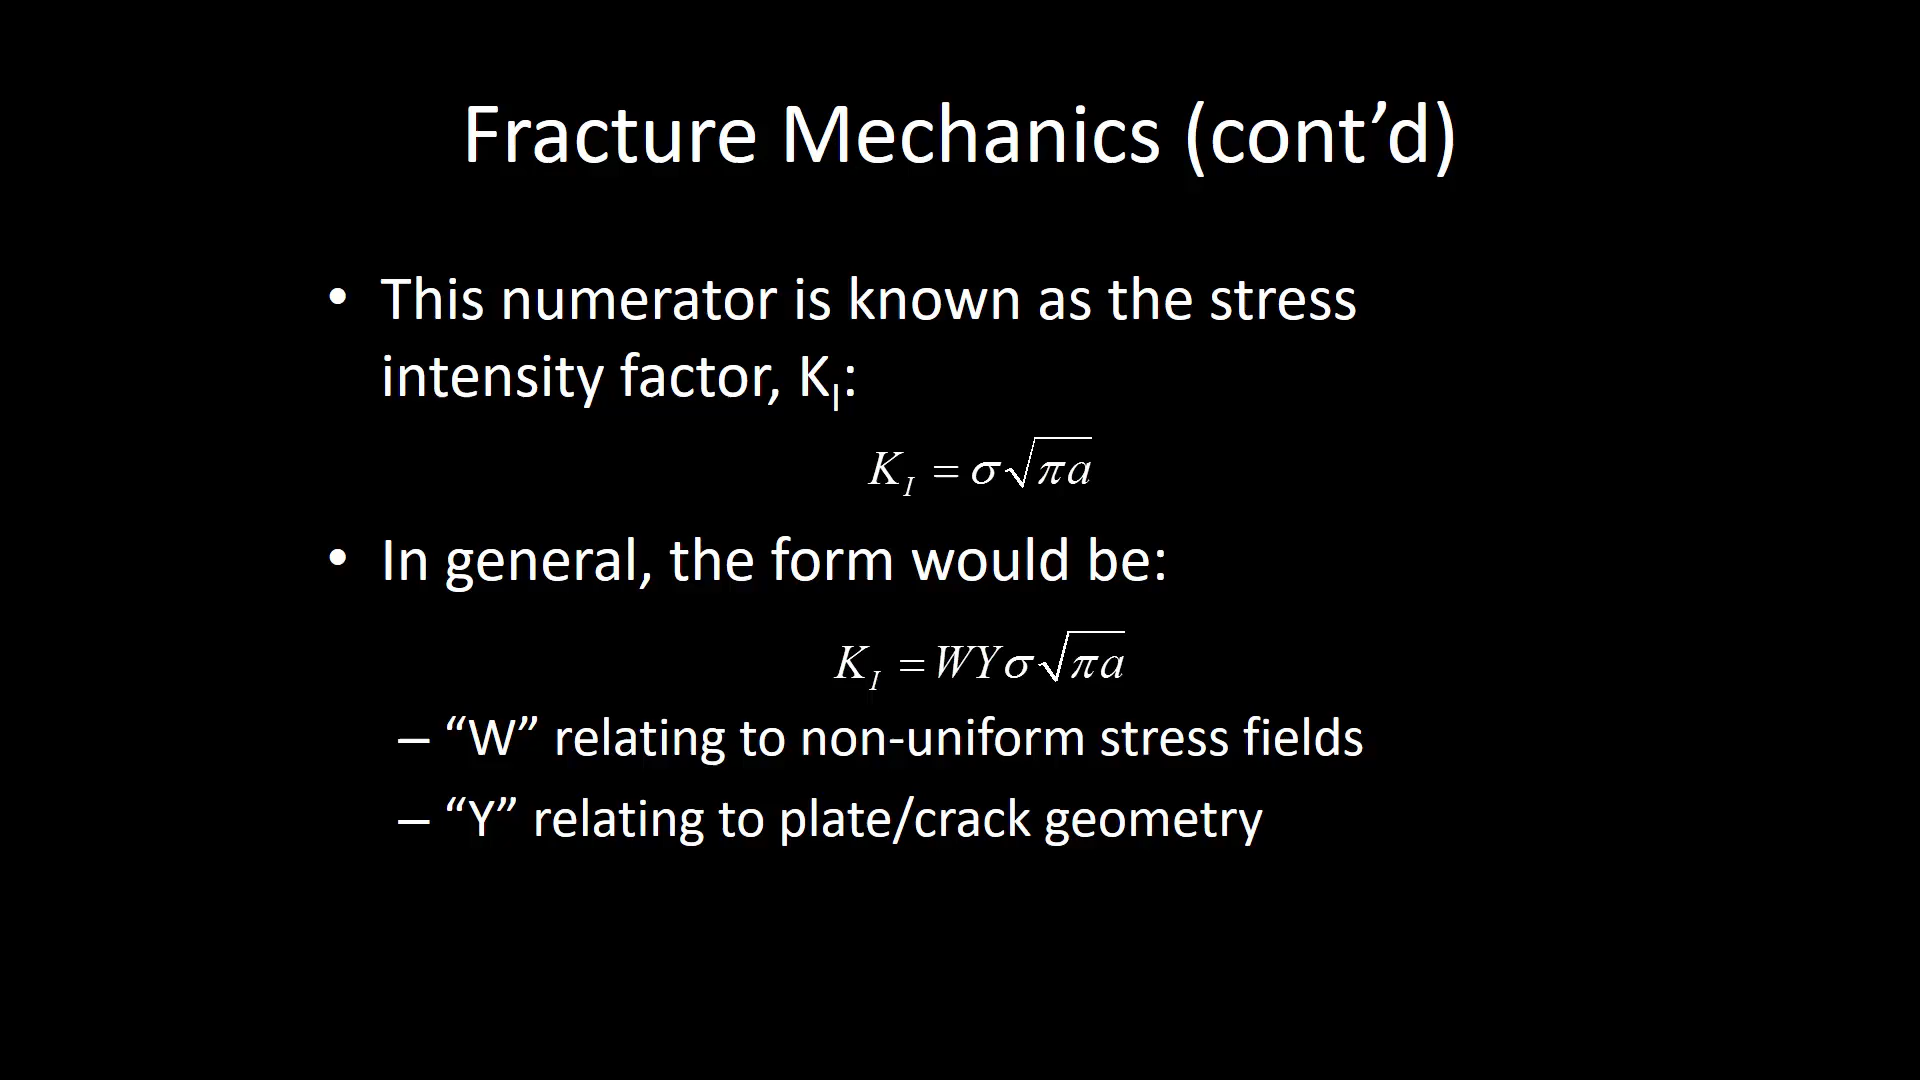 Fracture Mechanics (cont’d)
• This numerator is known as the stress
intensity factor, K_I:
K_I = σ√πa
• In general, the form would be:
K_I = WYσ√πa
– “W” relating to non-uniform stress fields
– “Y” relating to plate/crack geometry